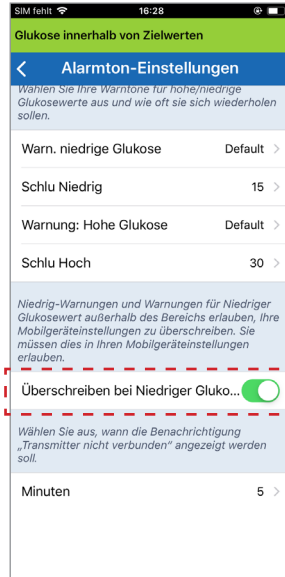 SIM fehlt 16:28
Glukose innerhalb von Zielwerten
Alarmton-Einstellungen
Wählen Sie Ihre Warntöne für hohe/niedrige
Glukosewerte aus und wie oft sie sich wiederholen
sollen.
Warn. niedrige Glukose Default
Schlu Niedrig 15
Warnung: Hohe Glukose Default
Schlu Hoch 30
Niedrig-Warnungen und Warnungen für Niedriger
Glukosewert außerhalb des Bereichs erlauben, Ihre
Mobilgeräteinstellungen zu überschreiben. Sie
müssen dies in Ihren Mobilgeräteinstellungen
erlauben.
Überschreiben bei Niedriger Gluko...
Wählen Sie aus, wann die Benachrichtigung
„Transmitter nicht verbunden“ angezeigt werden
soll.
Minuten 5